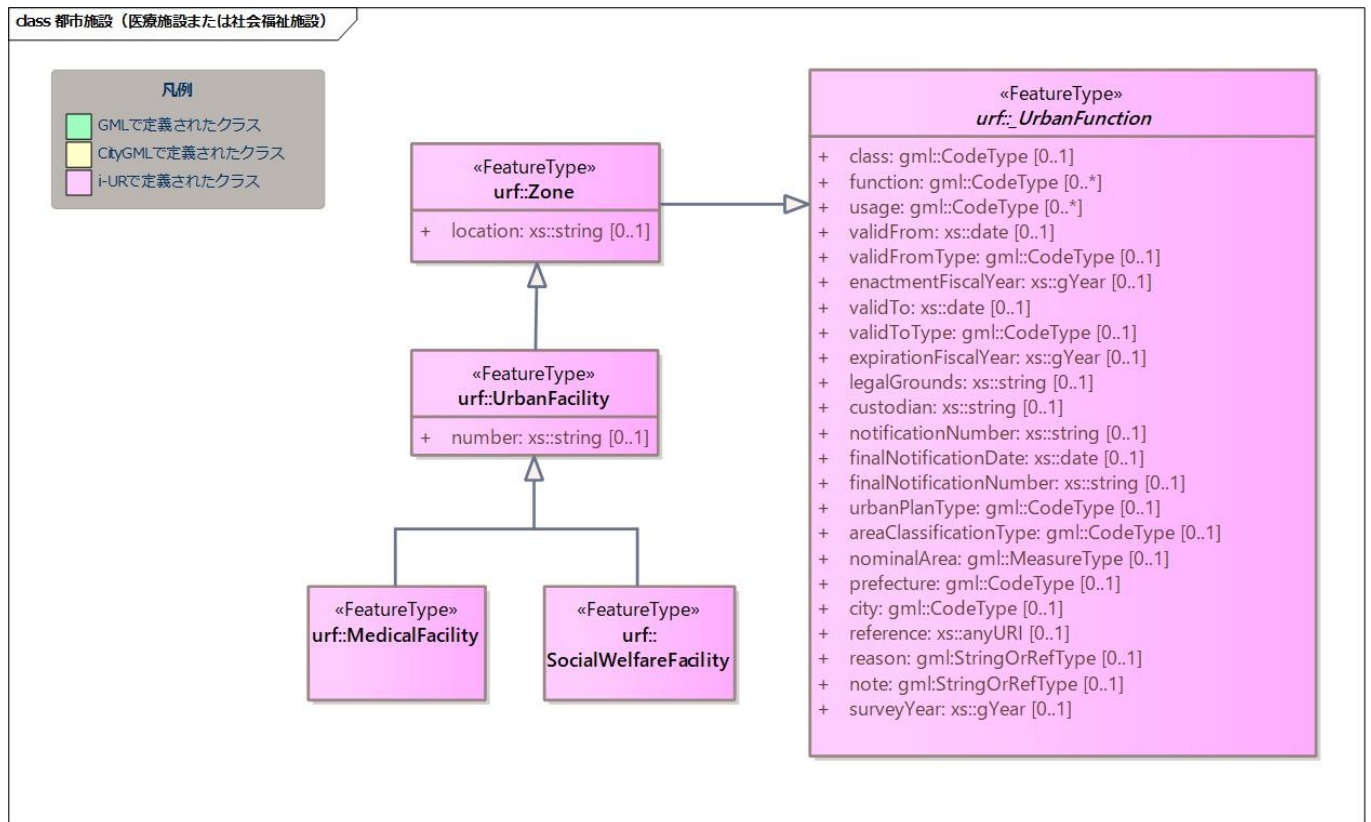 class 都市施設（医療施設または社会福祉施設）
凡例
GMLで定義されたクラス
CityGMLで定義されたクラス
i-URで定義されたクラス
«FeatureType»
urf::Zone
+ location: xs::string [0..1]
«FeatureType»
urf::UrbanFacility
+ number: xs::string [0..1]
«FeatureType»
urf::MedicalFacility
«FeatureType»
urf::
SocialWelfareFacility
«FeatureType»
urf::_UrbanFunction
+ class: gml::CodeType [0..1]
+ function: gml::CodeType [0..*]
+ usage: gml::CodeType [0..*]
+ validFrom: xs::date [0..1]
+ validFromType: gml::CodeType [0..1]
+ enactmentFiscalYear: xs::gYear [0..1]
+ validTo: xs::date [0..1]
+ validToType: gml::CodeType [0..1]
+ expirationFiscalYear: xs::gYear [0..1]
+ legalGrounds: xs::string [0..1]
+ custodian: xs::string [0..1]
+ notificationNumber: xs::string [0..1]
+ finalNotificationDate: xs::date [0..1]
+ finalNotificationNumber: xs::string [0..1]
+ urbanPlanType: gml::CodeType [0..1]
+ areaClassificationType: gml::CodeType [0..1]
+ nominalArea: gml::MeasureType [0..1]
+ prefecture: gml::CodeType [0..1]
+ city: gml::CodeType [0..1]
+ reference: xs::anyURI [0..1]
+ reason: gml:StringOrRefType [0..1]
+ note: gml:StringOrRefType [0..1]
+ surveyYear: xs::gYear [0..1]